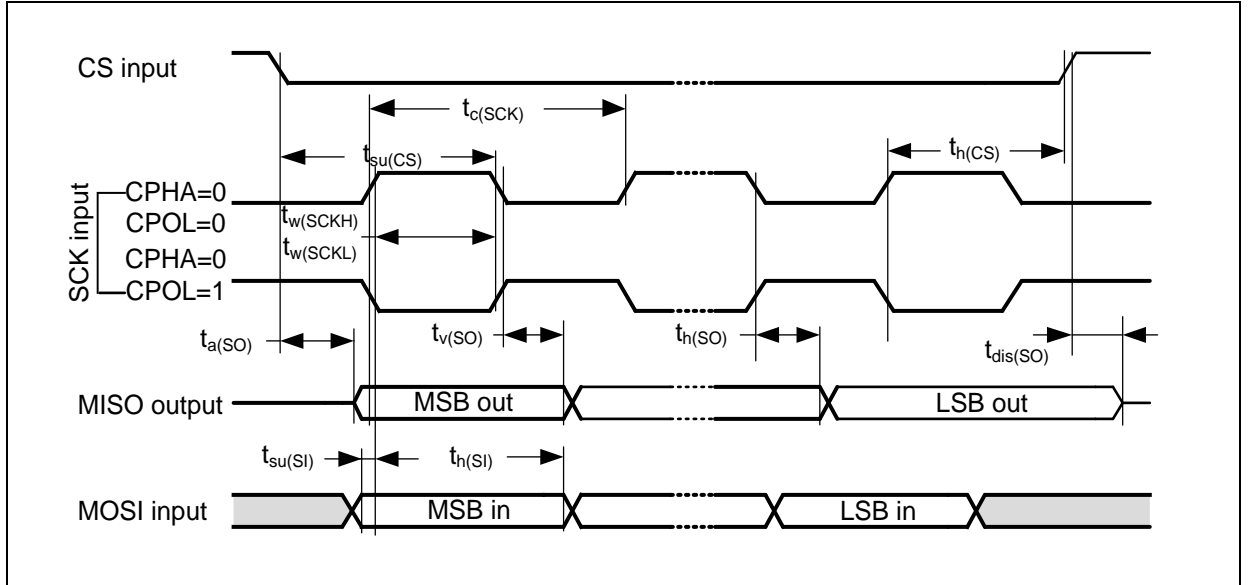 CS input
tc(SCK)
tsu(CS)
th(CS)
SCK input
CPHA=0
CPOL=0
CPHA=0
CPOL=1
tw(SCKH)
tw(SCKL)
ta(SO)
tv(SO)
th(SO)
tdis(SO)
MISO output
MSB out
LSB out
tsu(SI)
th(SI)
MOSI input
MSB in
LSB in